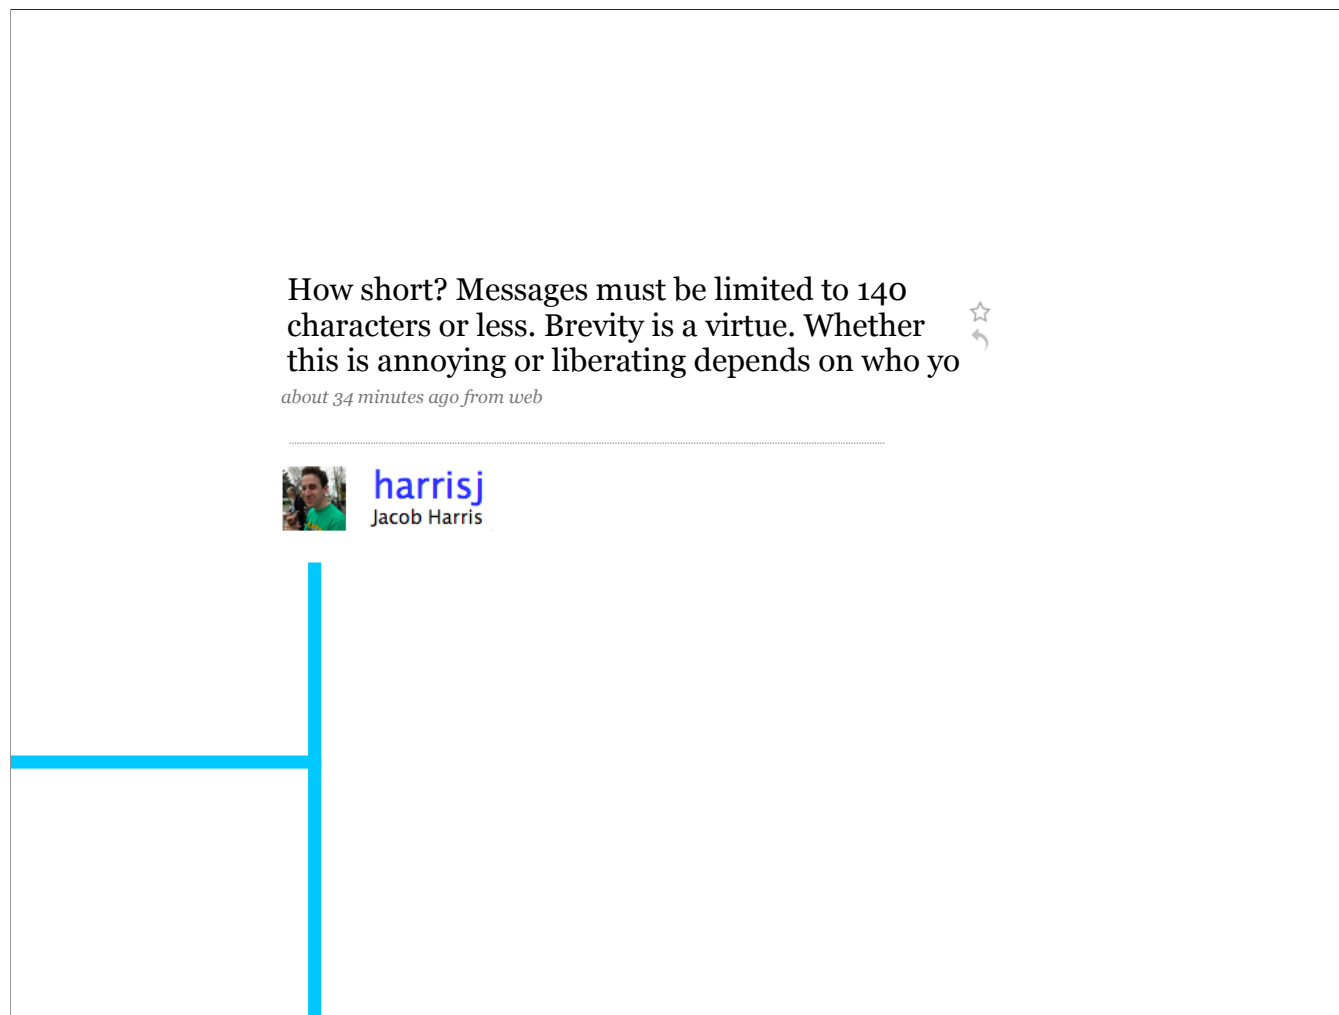 How short? Messages must be limited to 140
characters or less. Brevity is a virtue. Whether
this is annoying or liberating depends on who yo
about 34 minutes ago from web
harrisj
Jacob Harris